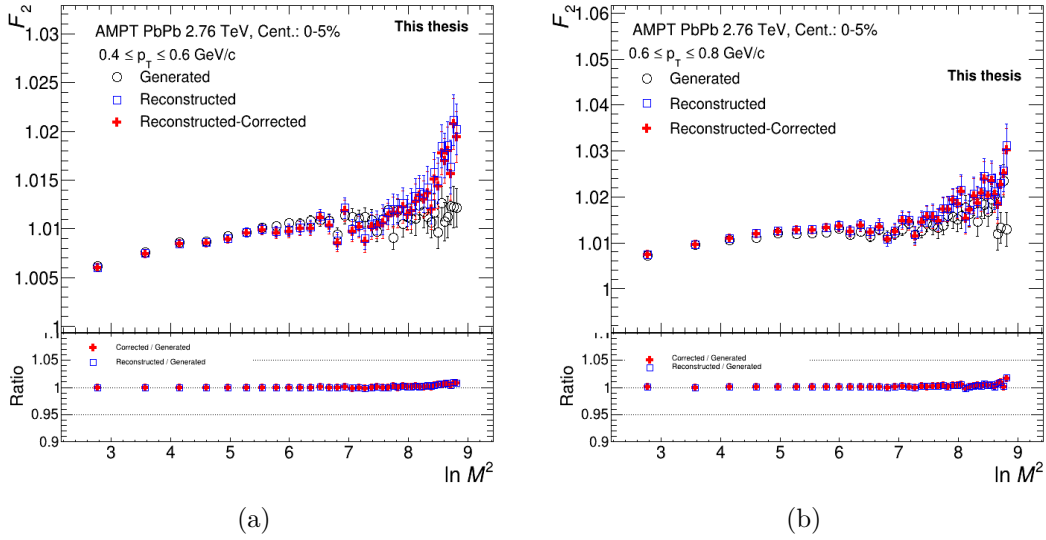 F2
1.03
1.025
1.02
1.015
1.01
1.005
1
AMPT PbPb 2.76 TeV, Cent.: 0-5%
This thesis
0.4 ≤ pT ≤ 0.6 GeV/c
Generated
Reconstructed
Reconstructed-Corrected
Ratio
1.1
1.05
1
0.95
0.9
Corrected / Generated
Reconstructed / Generated
3 4 5 6 7 8 9
ln M²
(a)
F2
1.06
1.05
1.04
1.03
1.02
1.01
1
AMPT PbPb 2.76 TeV, Cent.: 0-5%
0.6 ≤ pT ≤ 0.8 GeV/c
This thesis
Generated
Reconstructed
Reconstructed-Corrected
Ratio
1.1
1.05
1
0.95
0.9
Corrected / Generated
Reconstructed / Generated
3 4 5 6 7 8 9
ln M²
(b)